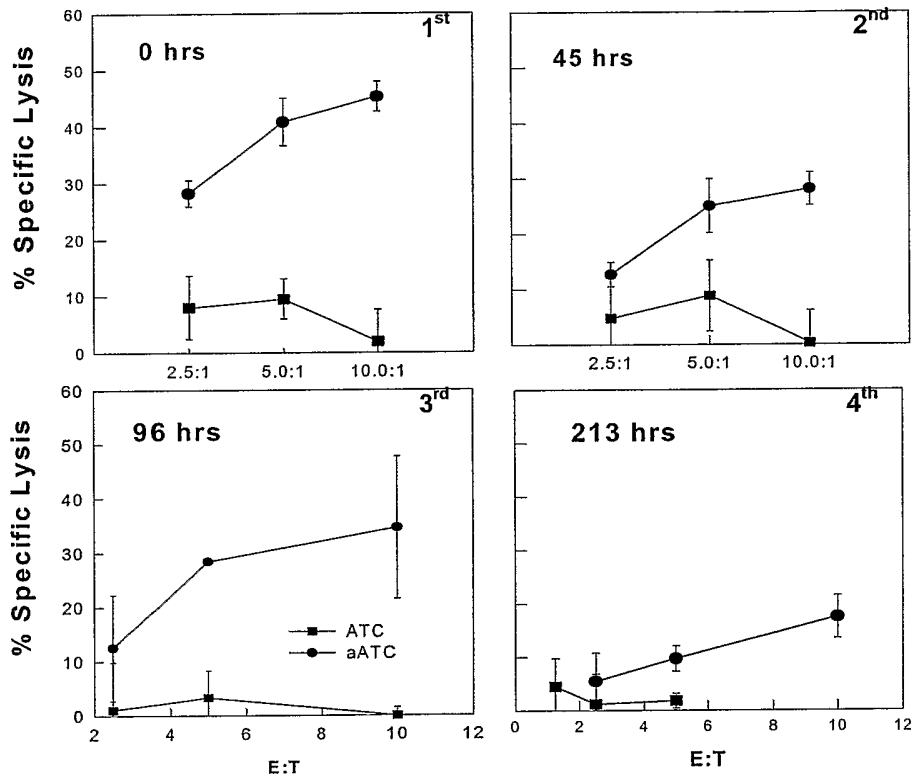 1st
0 hrs
% Specific Lysis
60
50
40
30
20
10
0
2.5:1 5.0:1 10.0:1
2nd
45 hrs
2.5:1 5.0:1 10.0:1
3rd
96 hrs
% Specific Lysis
60
50
40
30
20
10
0
ATC
aATC
2 4 6 8 10 12
E:T
4th
213 hrs
0 2 4 6 8 10 12
E:T